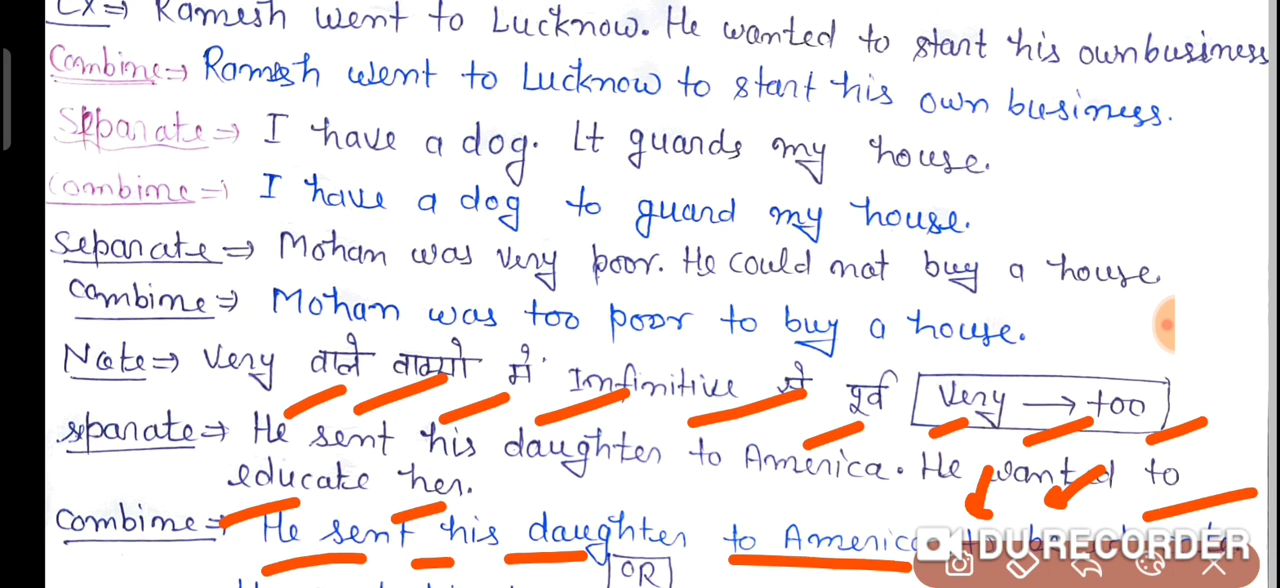 Ex⇒ Ramesh went to Lucknow. He wanted to start his own business
Combine⇒ Ramesh went to Lucknow to start his own business.
Separate⇒ I have a dog. It guards my house.
Combine⇒ I have a dog to guard my house.
Separate⇒ Mohan was very poor. He could not buy a house.
Combine⇒ Mohan was too poor to buy a house.
Note⇒ Very वाले वाक्यो में Infinitive से पूर्व Very → too
separate⇒ He sent his daughter to America. He wanted to
educate her.
Combine⇒ He sent his daughter to America
OR
DU RECORDER